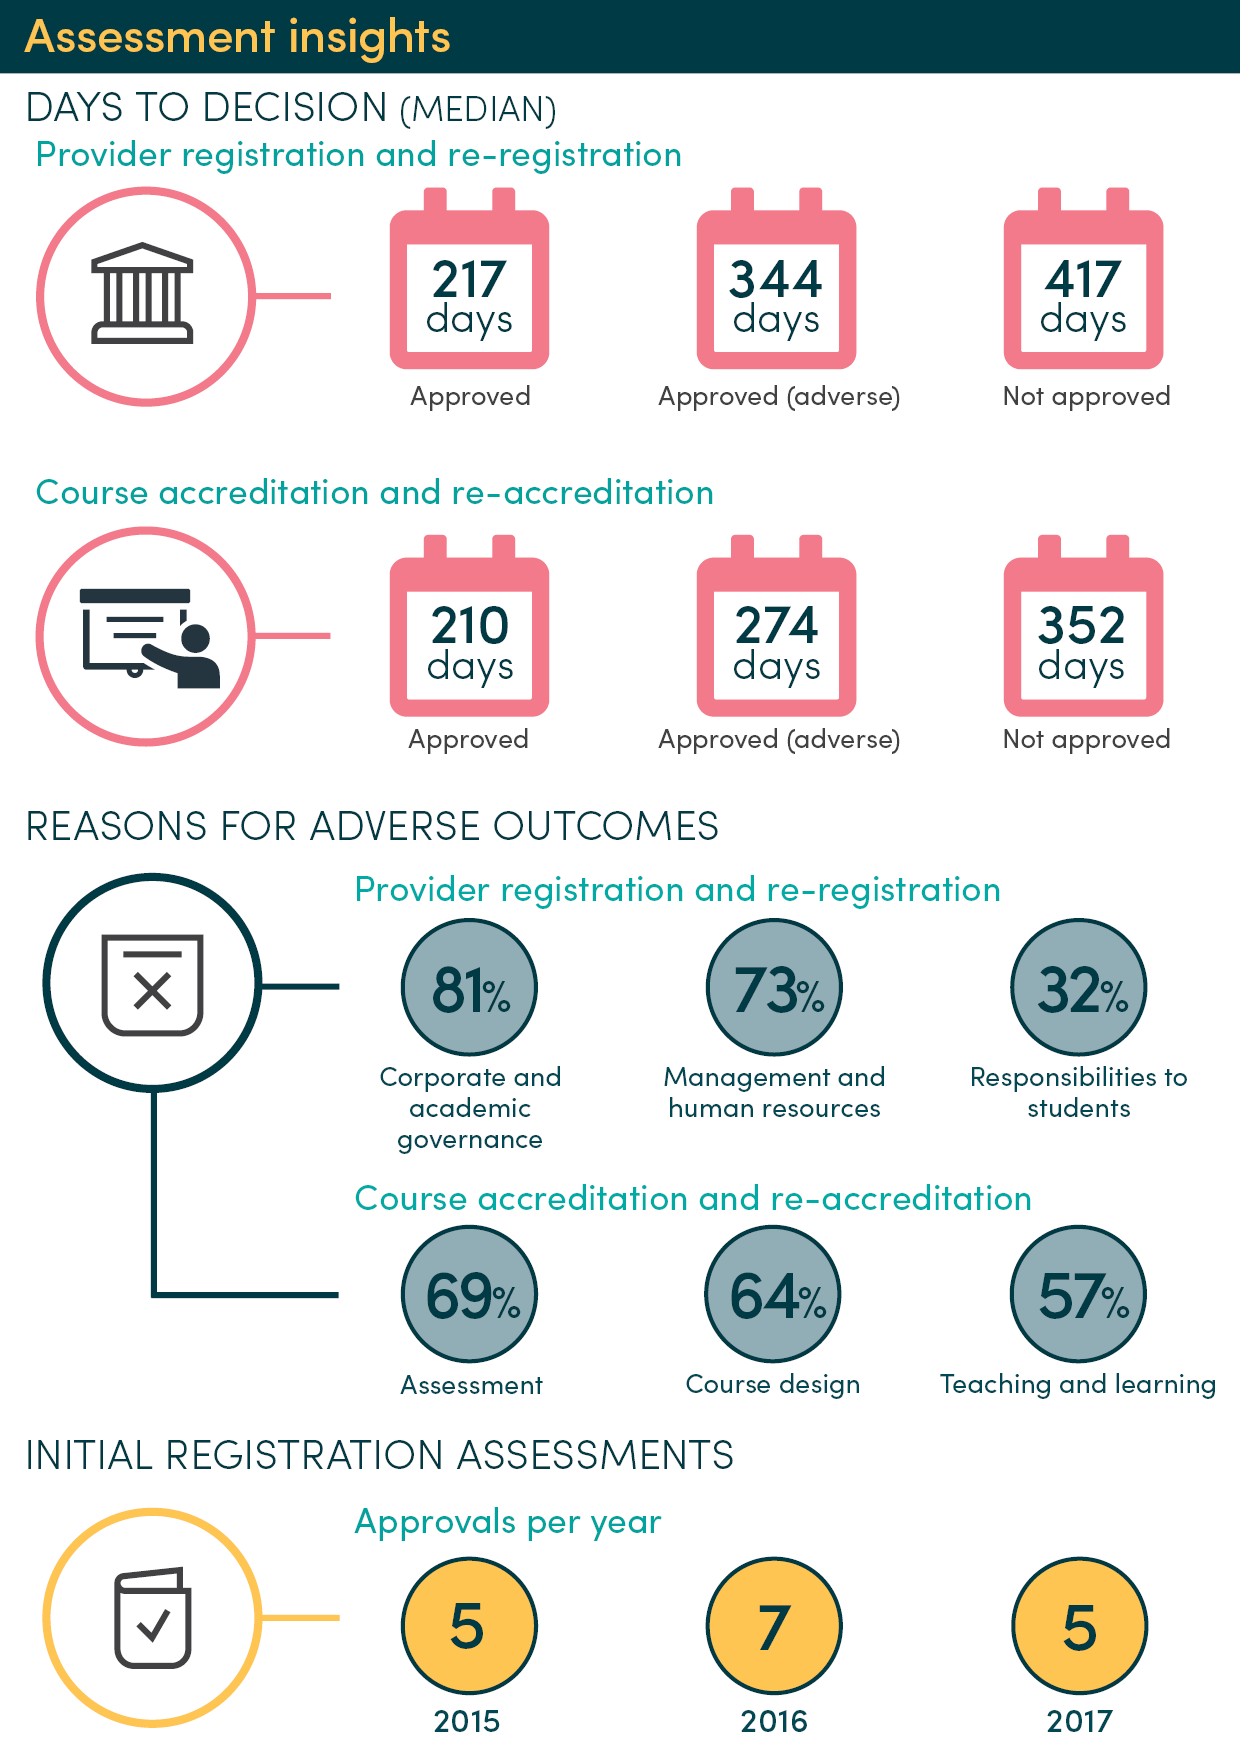 Assessment insights
DAYS TO DECISION (MEDIAN)
Provider registration and re-registration
217
days
Approved
344
days
Approved (adverse)
417
days
Not approved
Course accreditation and re-accreditation
210
days
Approved
274
days
Approved (adverse)
352
days
Not approved
REASONS FOR ADVERSE OUTCOMES
Provider registration and re-registration
81%
Corporate and
academic
governance
73%
Management and
human resources
32%
Responsibilities to
students
Course accreditation and re-accreditation
69%
Assessment
64%
Course design
57%
Teaching and learning
INITIAL REGISTRATION ASSESSMENTS
Approvals per year
5
2015
7
2016
5
2017